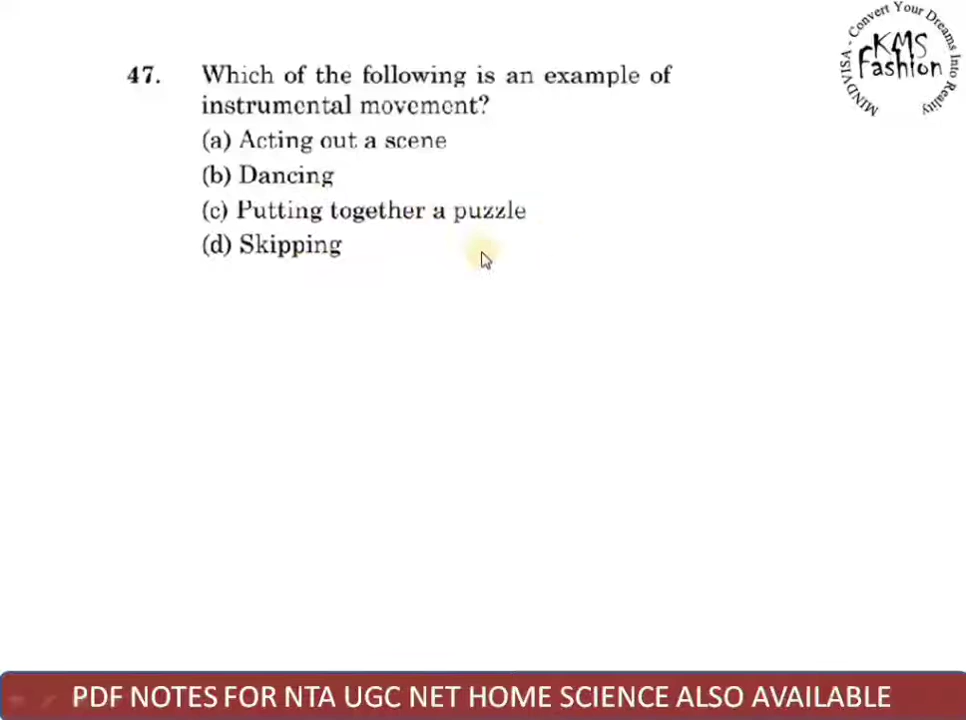 47. Which of the following is an example of
instrumental movement?
(a) Acting out a scene
(b) Dancing
(c) Putting together a puzzle
(d) Skipping
MINDVISA - Convert Your Dreams Into Reality
KMS
Fashion
PDF NOTES FOR NTA UGC NET HOME SCIENCE ALSO AVAILABLE